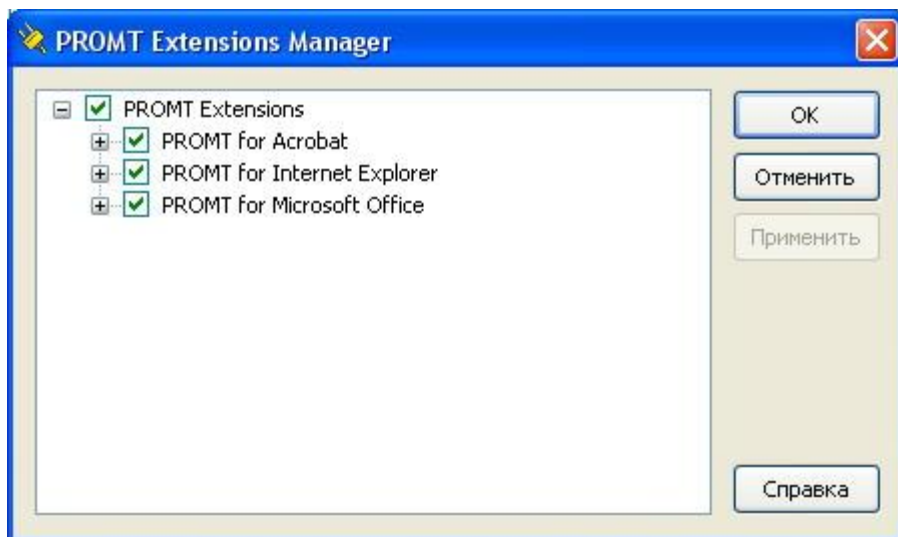 PROMT Extensions Manager
PROMT Extensions
PROMT for Acrobat
PROMT for Internet Explorer
PROMT for Microsoft Office
OK
Отменить
Применить
Справка